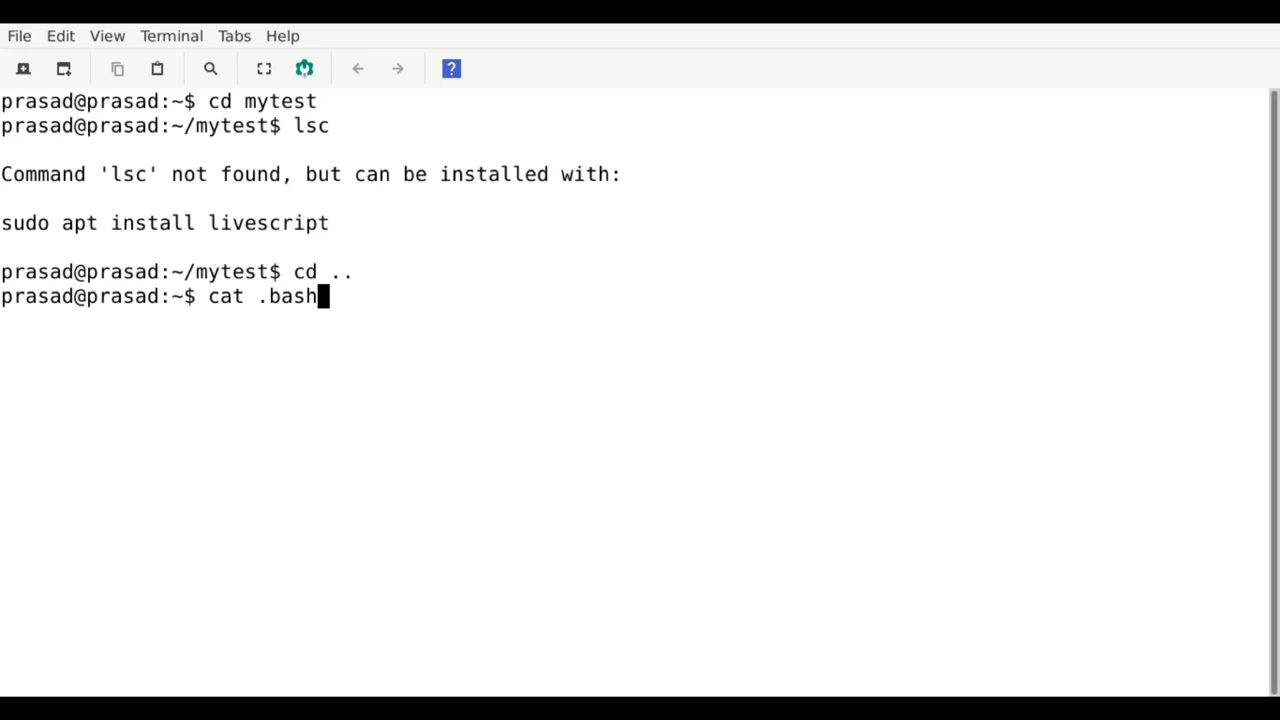 File Edit View Terminal Tabs Help
?
prasad@prasad:~$ cd mytest
prasad@prasad:~/mytest$ lsc
Command 'lsc' not found, but can be installed with:
sudo apt install livescript
prasad@prasad:~/mytest$ cd ..
prasad@prasad:~$ cat .bash